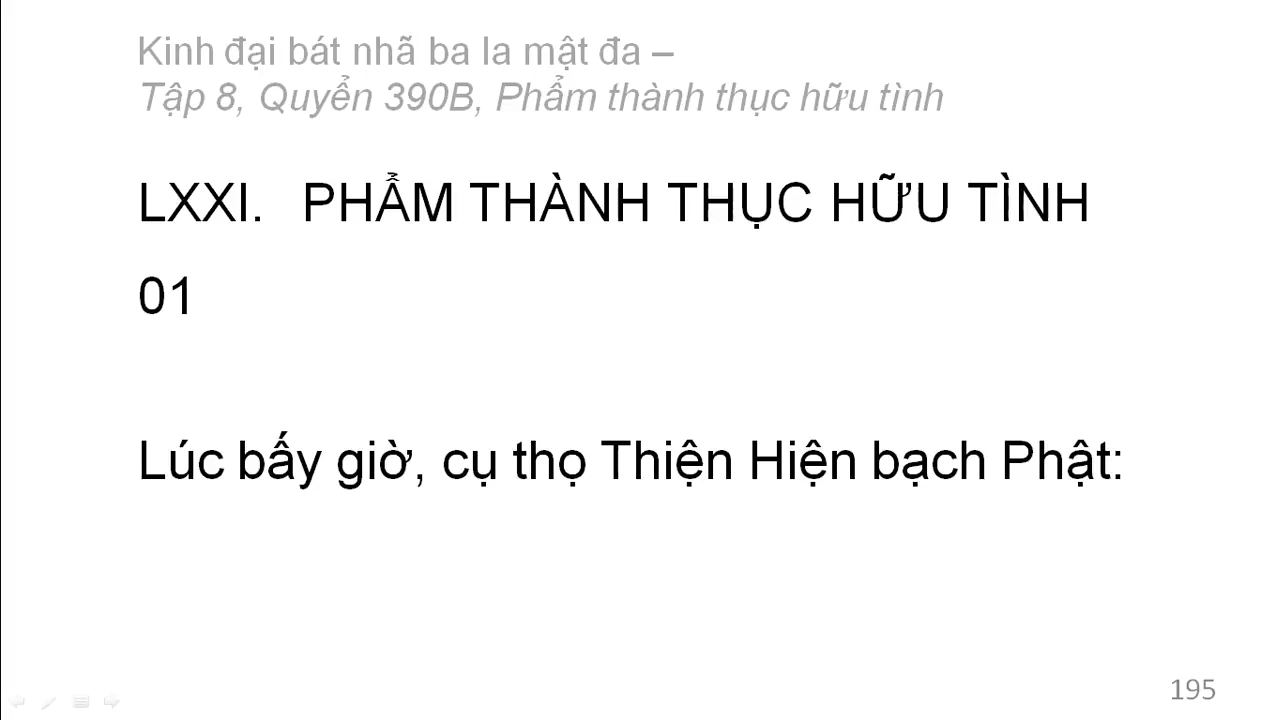 Kinh đại bát nhã ba la mật đa –
Tập 8, Quyển 390B, Phẩm thành thục hữu tình
LXXI. PHẨM THÀNH THỤC HỮU TÌNH
01
Lúc bấy giờ, cụ thọ Thiện Hiện bạch Phật:
195